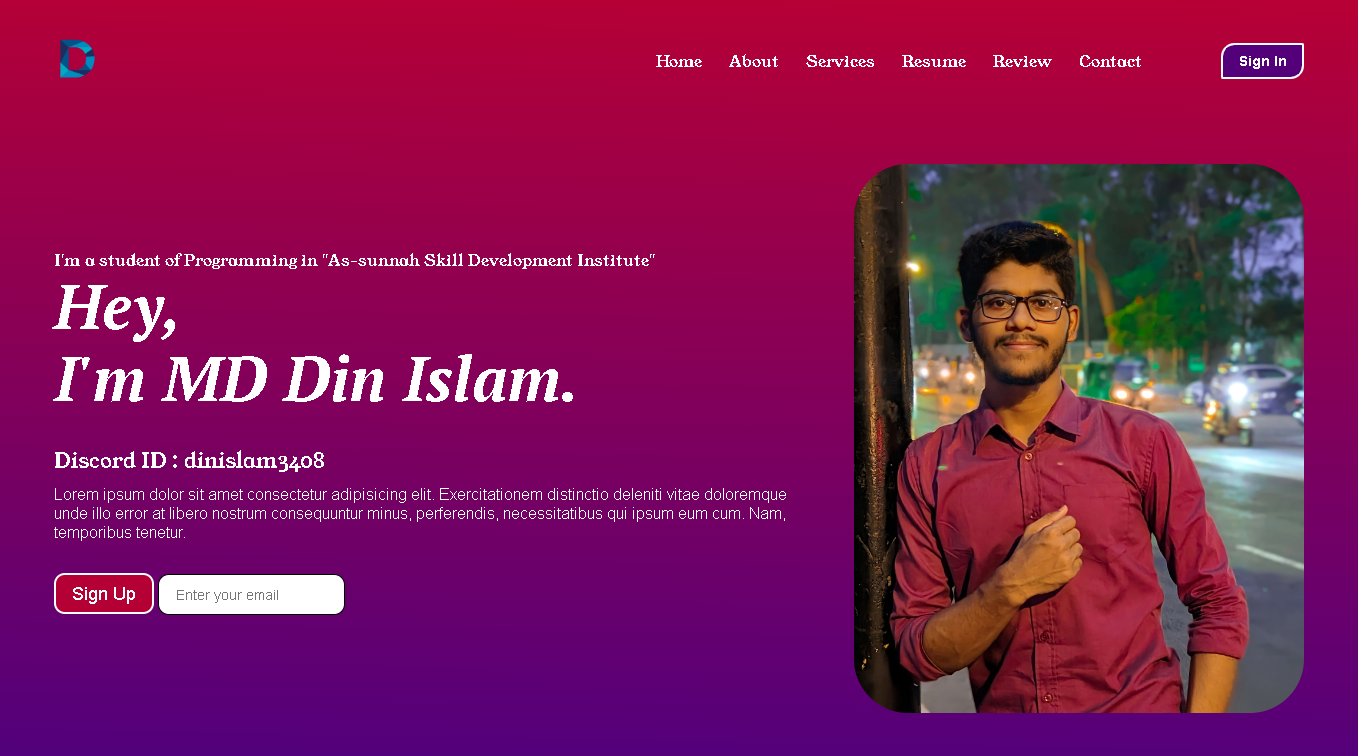 D
Home About Services Resume Review Contact Sign In
I'm a student of Programming in "As-sunnah Skill Development Institute"
Hey,
I'm MD Din Islam.
Discord ID : dinislam3408
Lorem ipsum dolor sit amet consectetur adipisicing elit. Exercitationem distinctio deleniti vitae doloremque
unde illo error at libero nostrum consequuntur minus, perferendis, necessitatibus qui ipsum eum cum. Nam,
temporibus tenetur.
Sign Up Enter your email